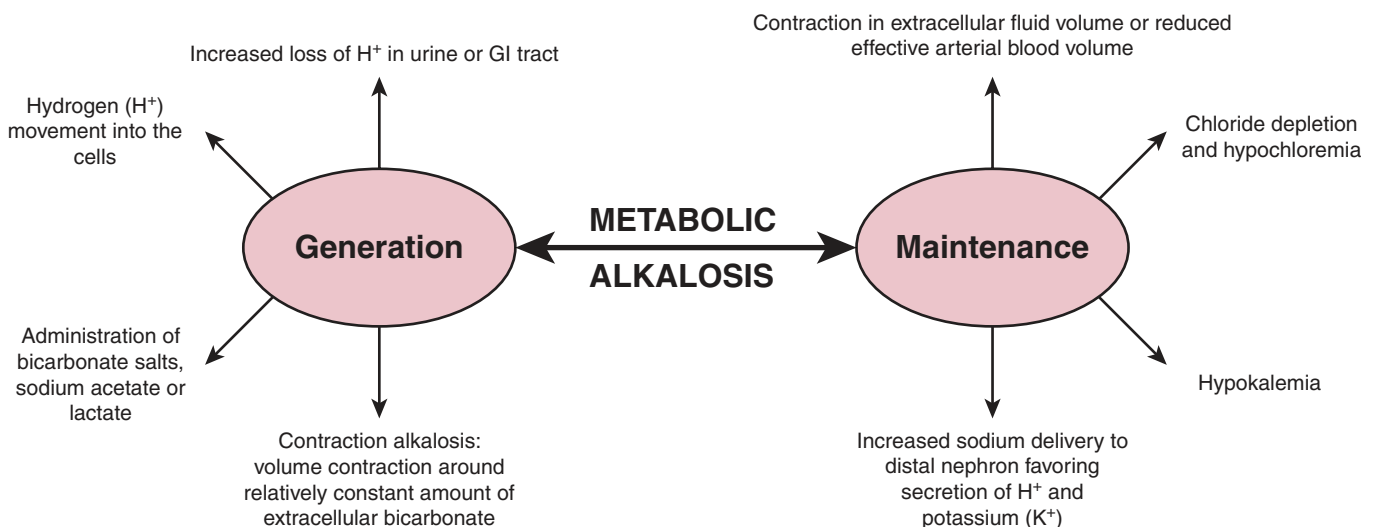 Increased loss of H⁺ in urine or GI tract
Hydrogen (H⁺)
movement into the
cells
Generation
Administration of
bicarbonate salts,
sodium acetate or
lactate
Contraction alkalosis:
volume contraction around
relatively constant amount of
extracellular bicarbonate
METABOLIC
ALKALOSIS
Contraction in extracellular fluid volume or reduced
effective arterial blood volume
Chloride depletion
and hypochloremia
Maintenance
Hypokalemia
Increased sodium delivery to
distal nephron favoring
secretion of H⁺ and
potassium (K⁺)